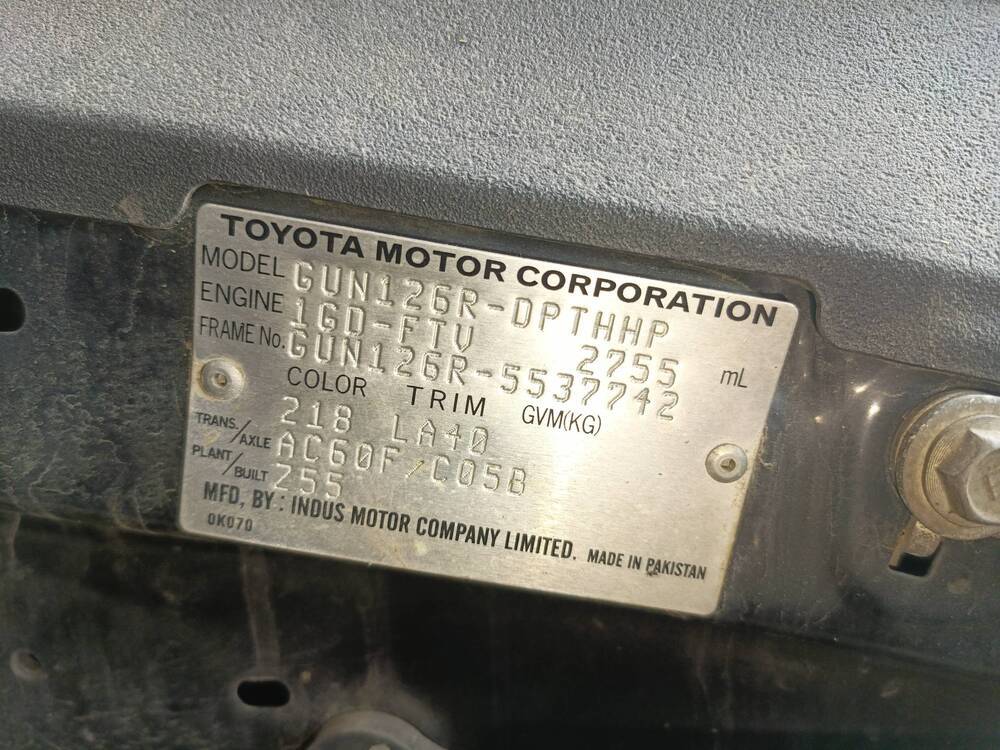 TOYOTA MOTOR CORPORATION
MODEL GUN126R-DPTHHP
ENGINE 1GD-FTV 2755 mL
FRAME No. GUN126R-5537742
COLOR TRIM GVM(KG)
218 LA40
TRANS./AXLE AC60F/C05B
PLANT/BUILT Z55
MFD, BY : INDUS MOTOR COMPANY LIMITED. MADE IN PAKISTAN
0K070